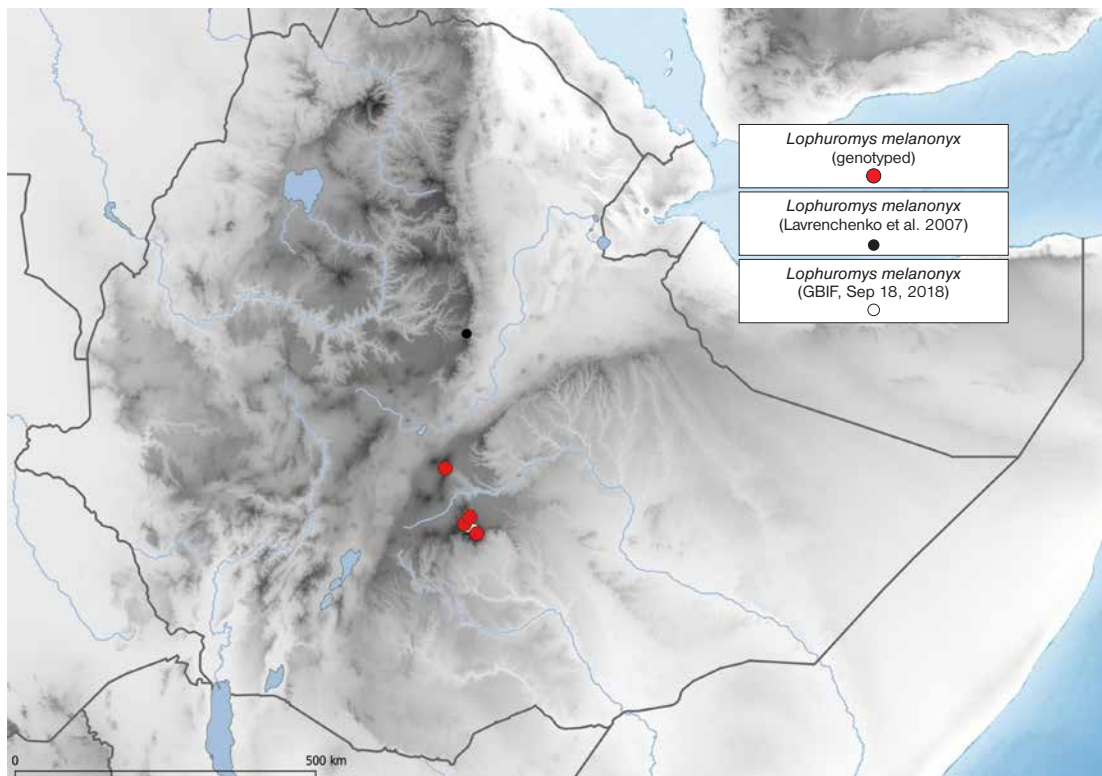 Lophuromys melanonyx
(genotyped)
Lophuromys melanonyx
(Lavrenchenko et al. 2007)
Lophuromys melanonyx
(GBIF, Sep 18, 2018)
0
500 km